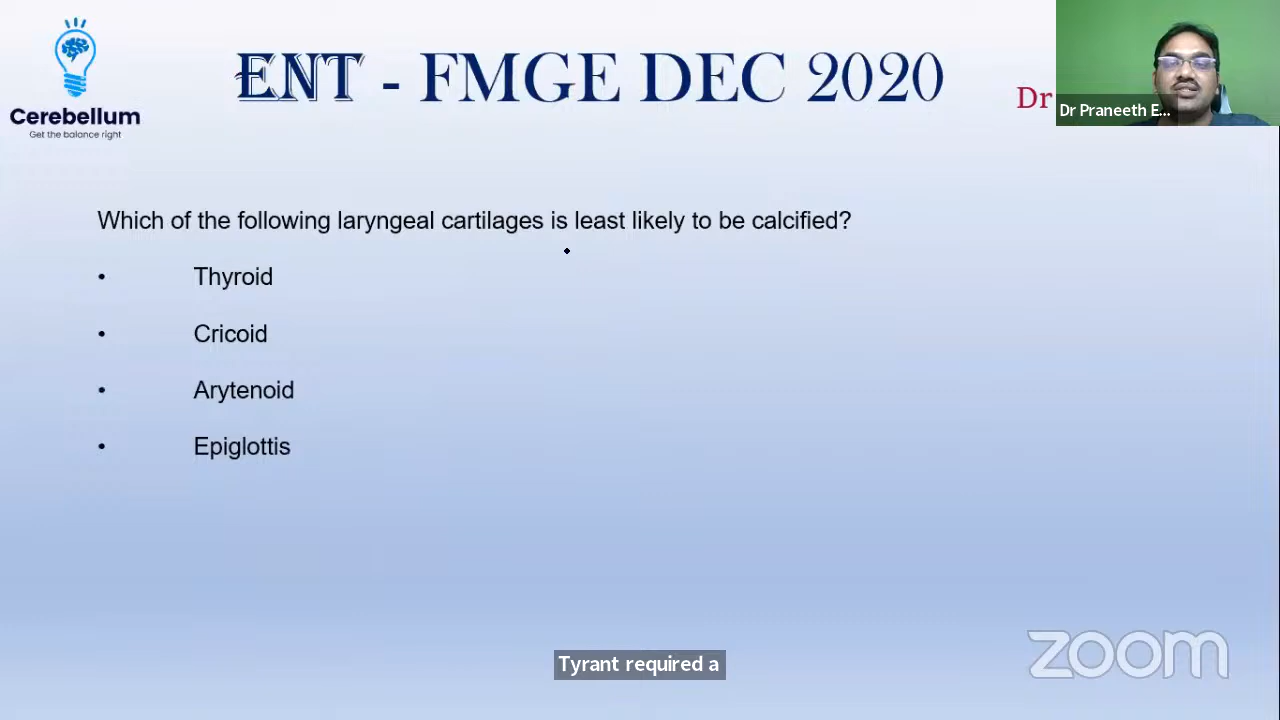 Cerebellum
Get the balance right
ENT - FMGE DEC 2020
Dr
Dr Praneeth E...
Which of the following laryngeal cartilages is least likely to be calcified?
• Thyroid
• Cricoid
• Arytenoid
• Epiglottis
Tyrant required a
zoom